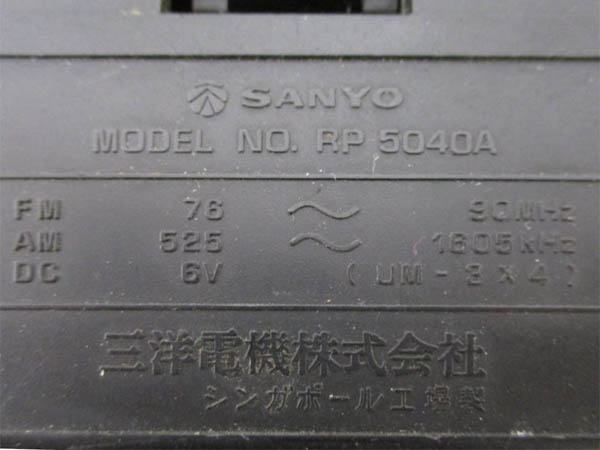 SANYO
MODEL NO. RP 5040A
FM 76 〜 90MHz
AM 525 〜 1605kHz
DC 6V (UM-3×4)
三洋電機株式会社
シンガポール工場製